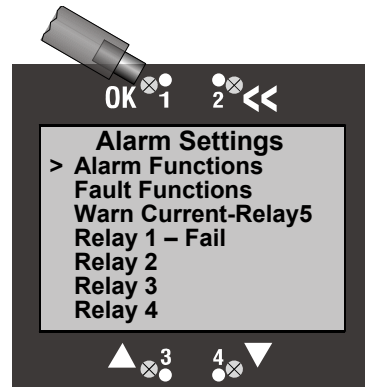 OK 1 2 <<
Alarm Settings
> Alarm Functions
Fault Functions
Warn Current-Relay5
Relay 1 – Fail
Relay 2
Relay 3
Relay 4
3 4